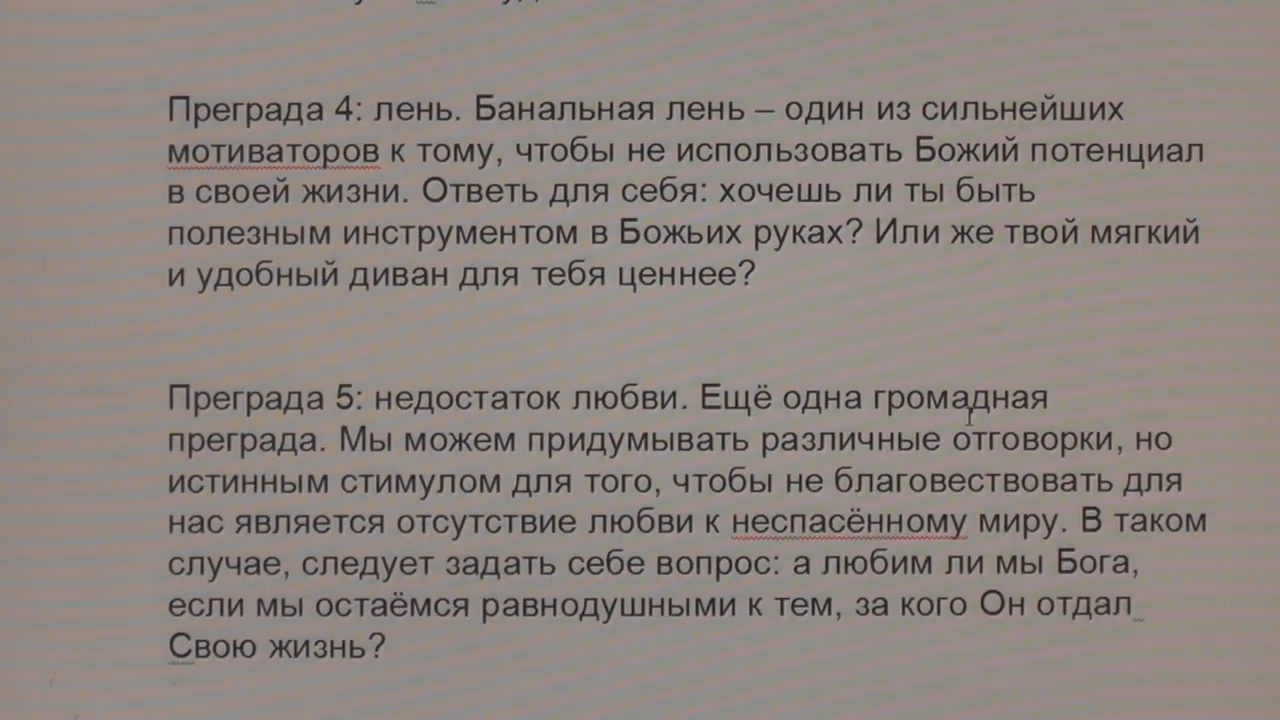 Преграда 4: лень. Банальная лень – один из сильнейших
мотиваторов к тому, чтобы не использовать Божий потенциал
в своей жизни. Ответь для себя: хочешь ли ты быть
полезным инструментом в Божьих руках? Или же твой мягкий
и удобный диван для тебя ценнее?
Преграда 5: недостаток любви. Ещё одна громадная
преграда. Мы можем придумывать различные отговорки, но
истинным стимулом для того, чтобы не благовествовать для
нас является отсутствие любви к неспасённому миру. В таком
случае, следует задать себе вопрос: а любим ли мы Бога,
если мы остаёмся равнодушными к тем, за кого Он отдал
Свою жизнь?